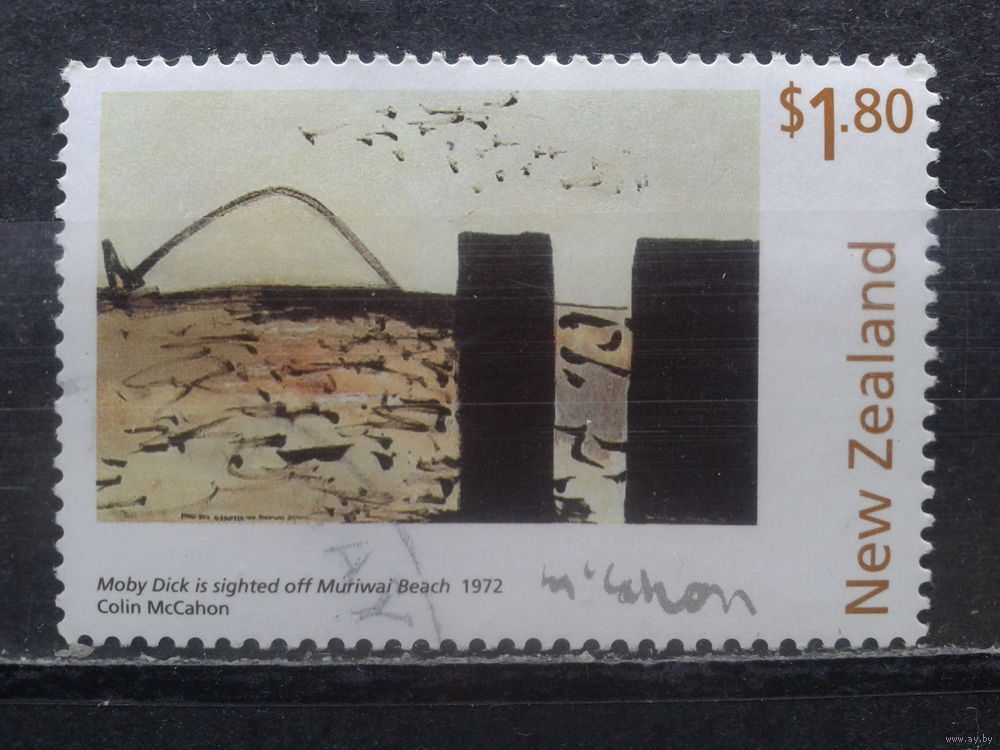 $1.80
New Zealand
Moby Dick is sighted off Muriwai Beach 1972
Colin McCahon
McCahon
www.ay.by